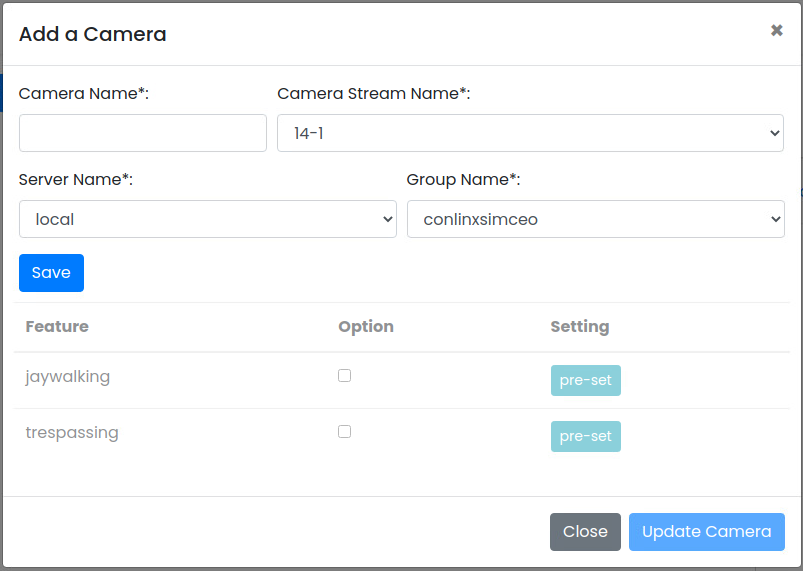 Add a Camera
Camera Name*: Camera Stream Name*:
14-1
Server Name*: Group Name*:
local conlinxsimceo
Save
Feature Option Setting
jaywalking pre-set
trespassing pre-set
Close Update Camera